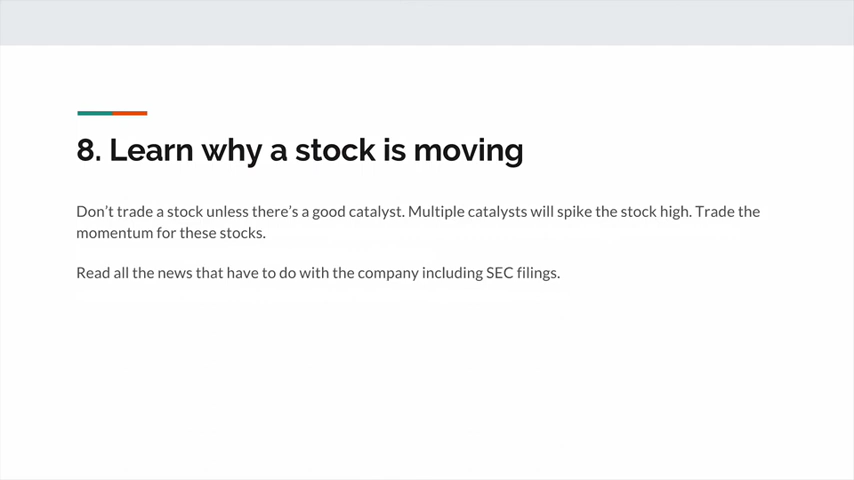 8. Learn why a stock is moving
Don’t trade a stock unless there’s a good catalyst. Multiple catalysts will spike the stock high. Trade the
momentum for these stocks.
Read all the news that have to do with the company including SEC filings.